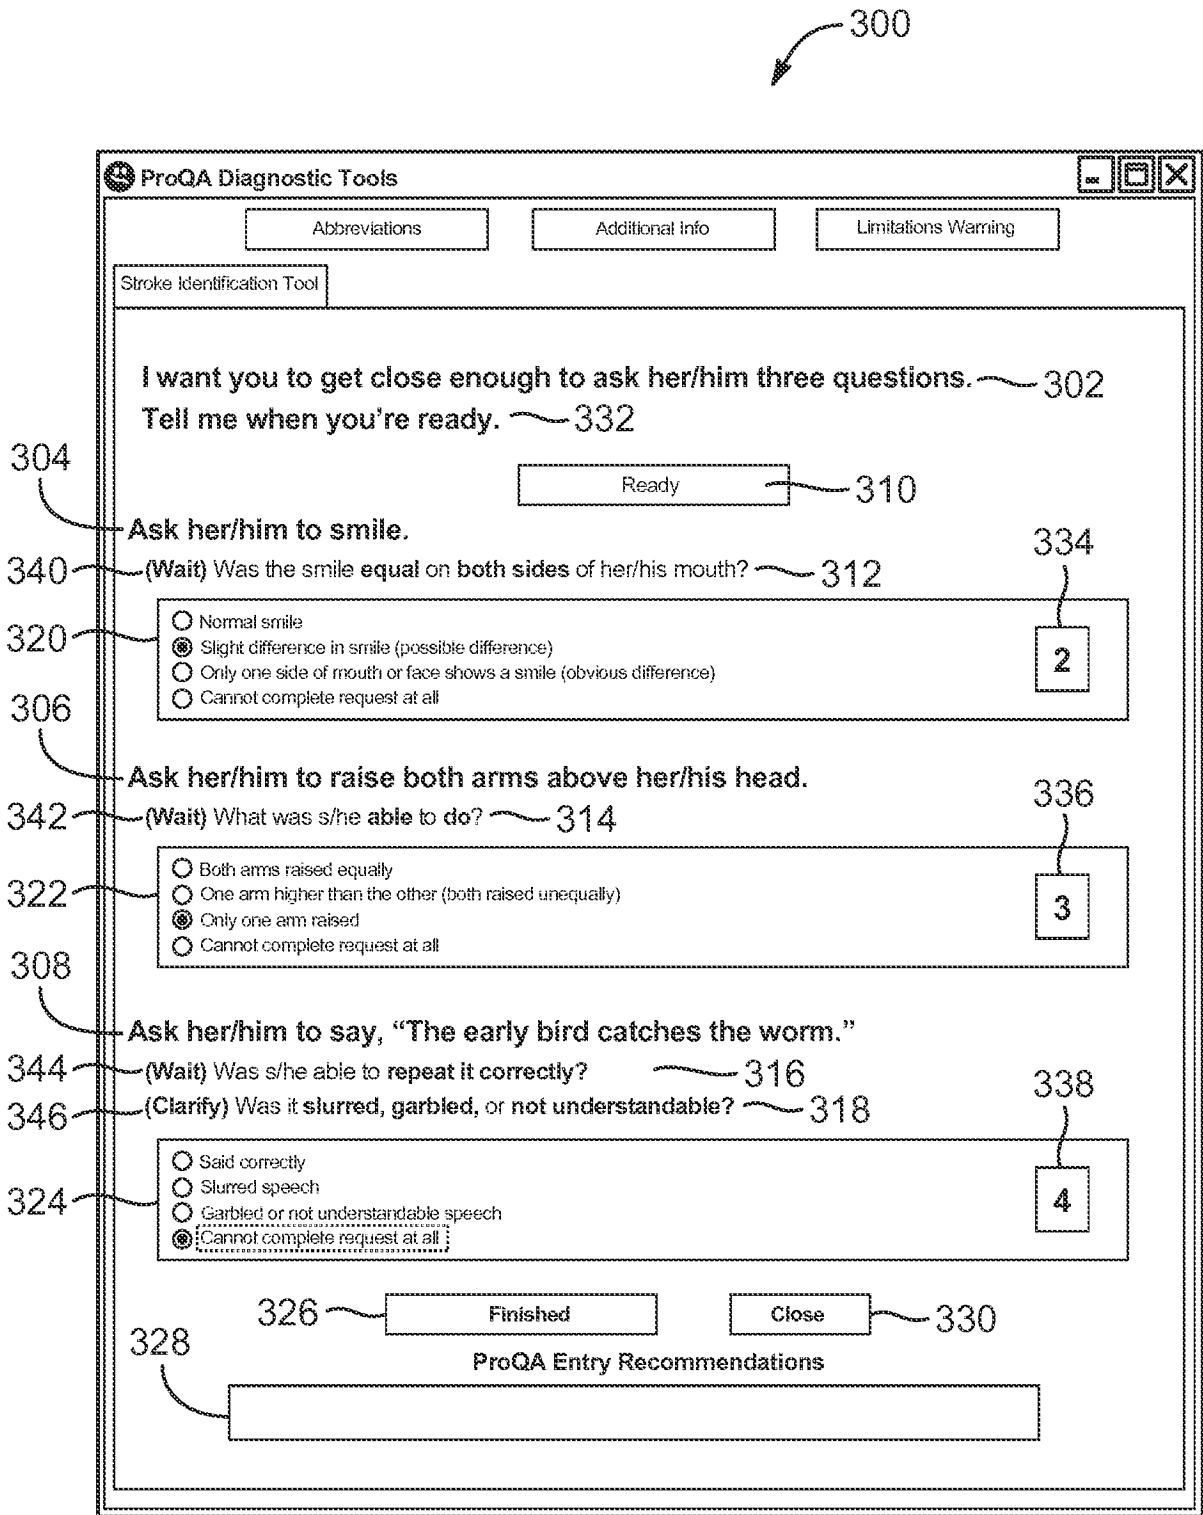 300
ProQA Diagnostic Tools
Abbreviations Additional Info Limitations Warning
Stroke Identification Tool
I want you to get close enough to ask her/him three questions. 302
Tell me when you're ready. 332
304
Ready 310
Ask her/him to smile.
334
340 (Wait) Was the smile equal on both sides of her/his mouth? 312
Normal smile
320 Slight difference in smile (possible difference) 2
Only one side of mouth or face shows a smile (obvious difference)
Cannot complete request at all
306
Ask her/him to raise both arms above her/his head.
336
342 (Wait) What was s/he able to do? 314
Both arms raised equally
322 One arm higher than the other (both raised unequally) 3
Only one arm raised
Cannot complete request at all
308
Ask her/him to say, “The early bird catches the worm.”
344 (Wait) Was s/he able to repeat it correctly? 316
338
346 (Clarify) Was it slurred, garbled, or not understandable? 318
Said correctly
324 Slurred speech 4
Garbled or not understandable speech
Cannot complete request at all
326 Finished Close 330
328
ProQA Entry Recommendations